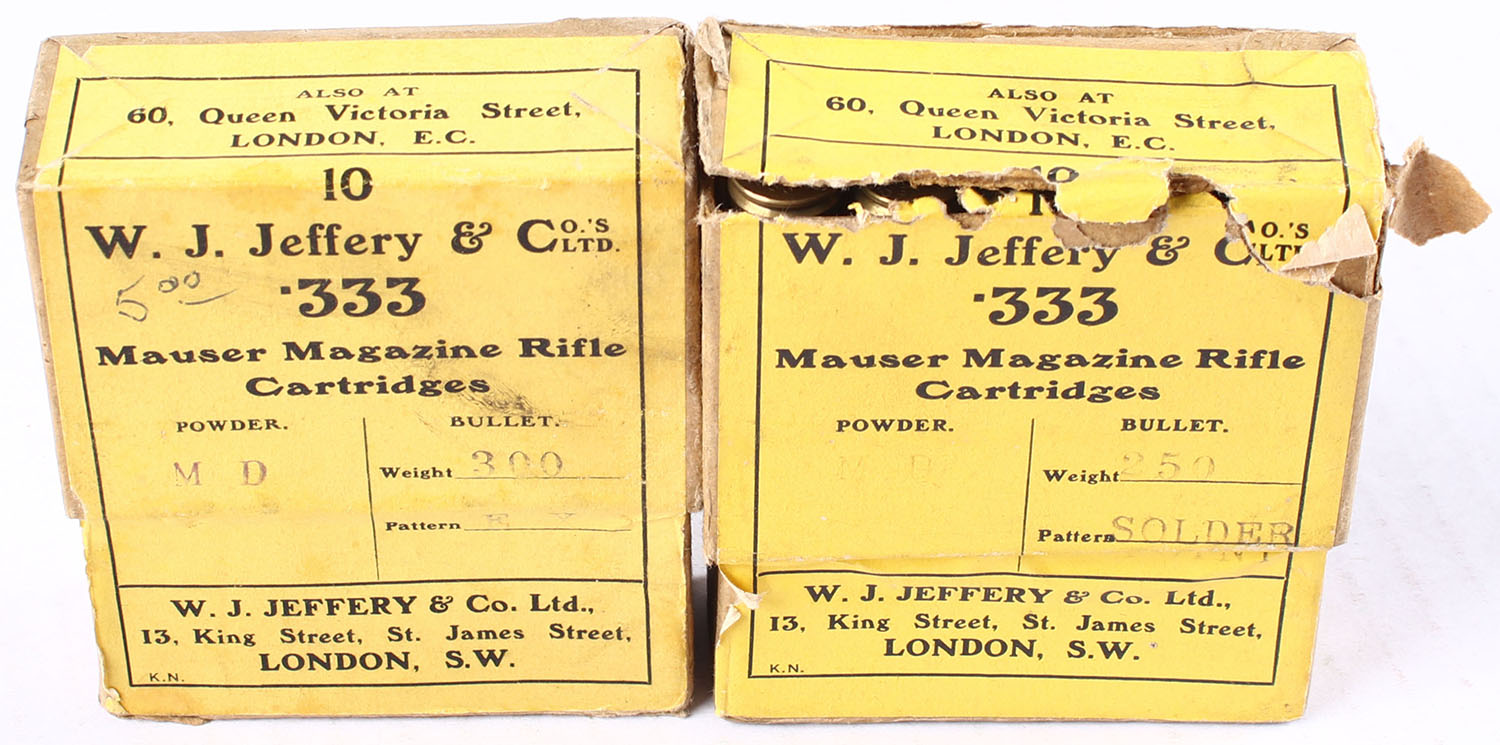 ALSO AT
60, Queen Victoria Street,
LONDON, E.C.
10
W. J. Jeffery & Co.'s LTD.
5 00
·333
Mauser Magazine Rifle
Cartridges
POWDER. BULLET.
M D Weight 300
Pattern
W. J. JEFFERY & Co. Ltd.,
13, King Street, St. James Street,
LONDON, S.W.
K.N.
ALSO AT
60, Queen Victoria Street,
LONDON, E.C.
10
W. J. Jeffery &
·333
Mauser Magazine Rifle
Cartridges
POWDER. BULLET.
M D Weight 250
Pattern SOLDER
W. J. JEFFERY & Co. Ltd.,
13, King Street, St. James Street,
LONDON, S.W.
K.N.